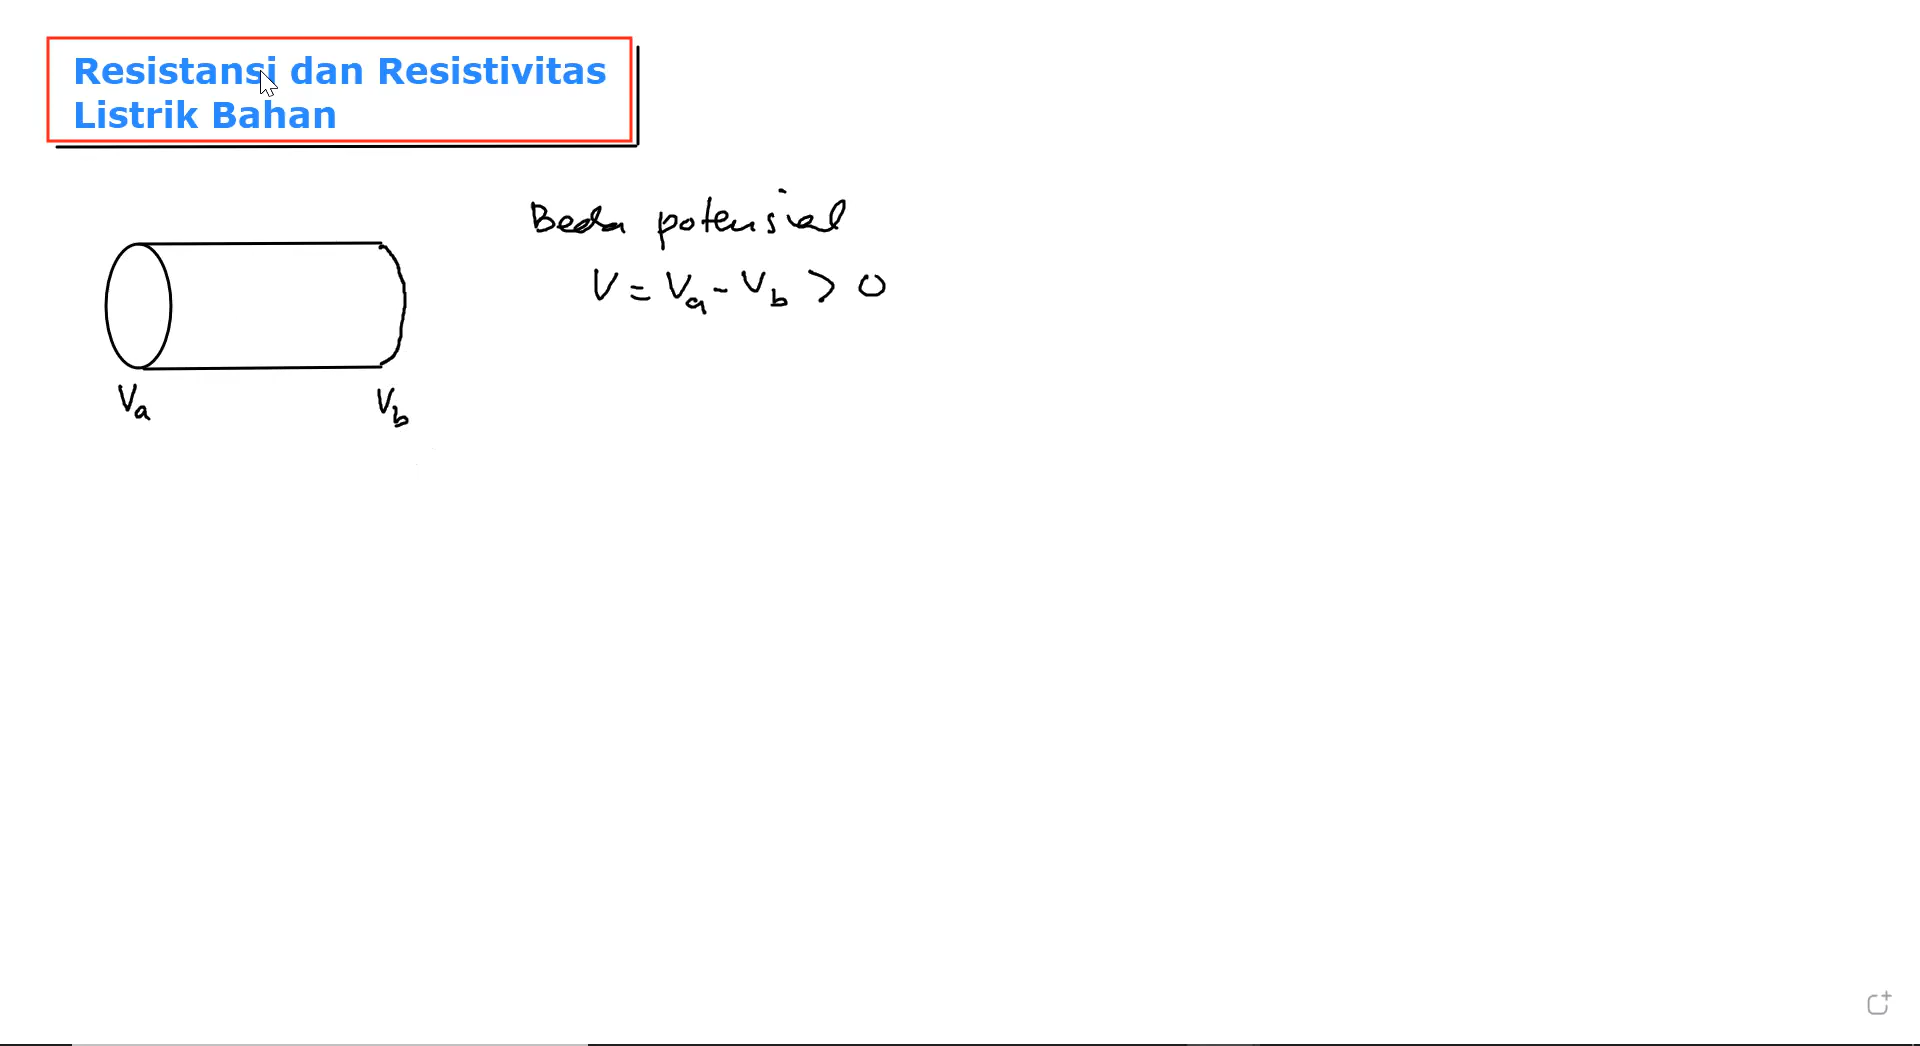 Resistansi dan Resistivitas
Listrik Bahan
Beda potensial
V = Va - Vb > 0
Va
Vb